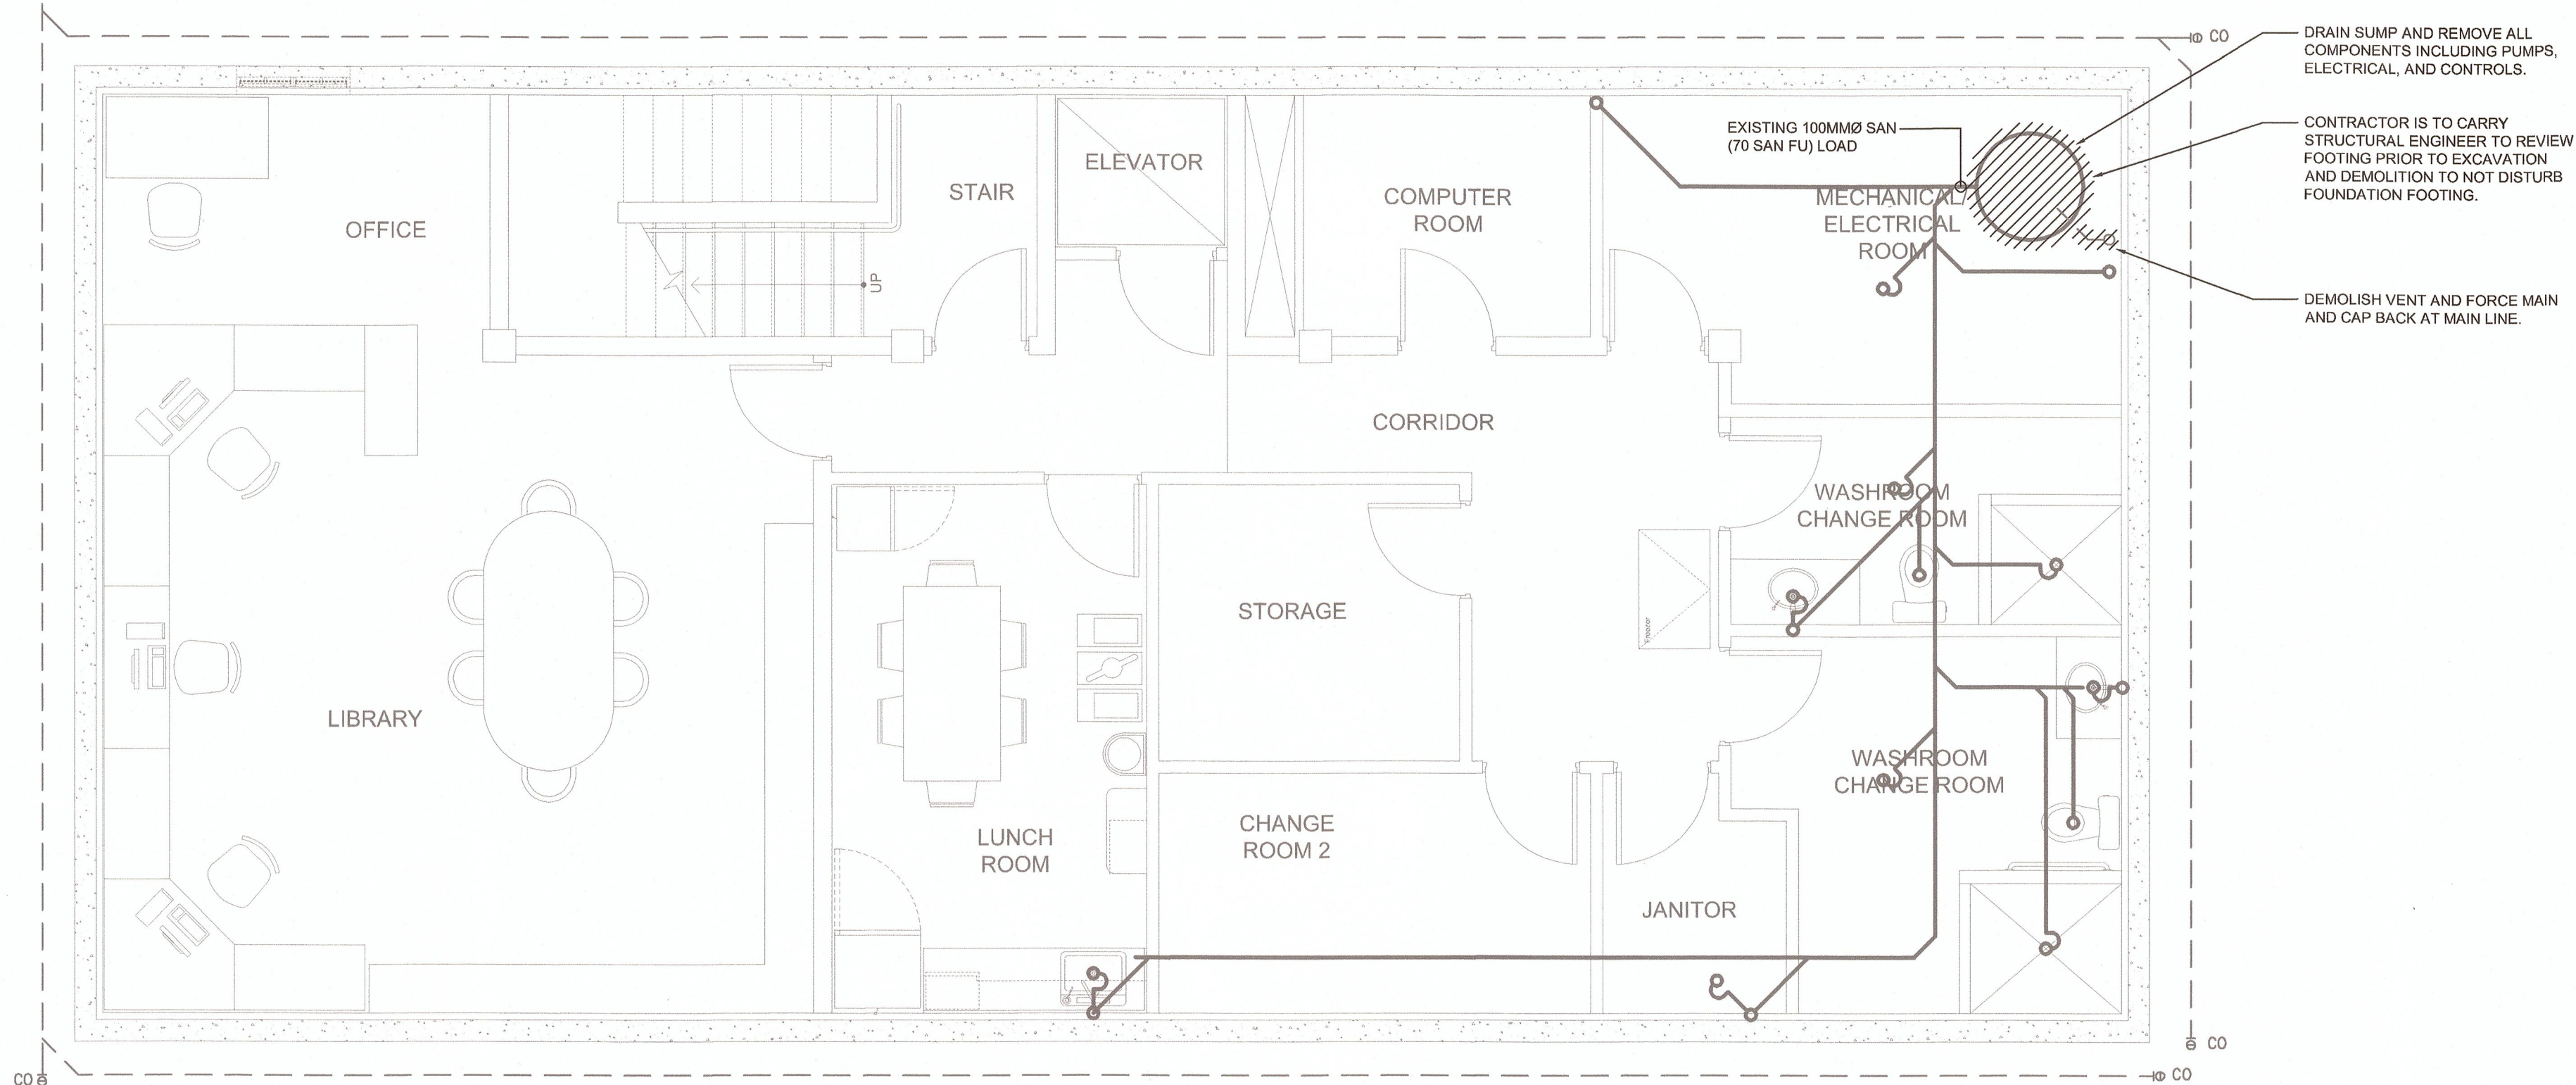 CO
DRAIN SUMP AND REMOVE ALL
COMPONENTS INCLUDING PUMPS,
ELECTRICAL, AND CONTROLS.
CONTRACTOR IS TO CARRY
STRUCTURAL ENGINEER TO REVIEW
FOOTING PRIOR TO EXCAVATION
AND DEMOLITION TO NOT DISTURB
FOUNDATION FOOTING.
EXISTING 100MMØ SAN
(70 SAN FU) LOAD
ELEVATOR
STAIR
COMPUTER
ROOM
MECHANICAL/
ELECTRICAL
ROOM
OFFICE
UP
DEMOLISH VENT AND FORCE MAIN
AND CAP BACK AT MAIN LINE.
CORRIDOR
WASHROOM
CHANGE ROOM
STORAGE
Freezer
LIBRARY
WASHROOM
CHANGE ROOM
LUNCH
ROOM
CHANGE
ROOM 2
JANITOR
CO
CO
CO